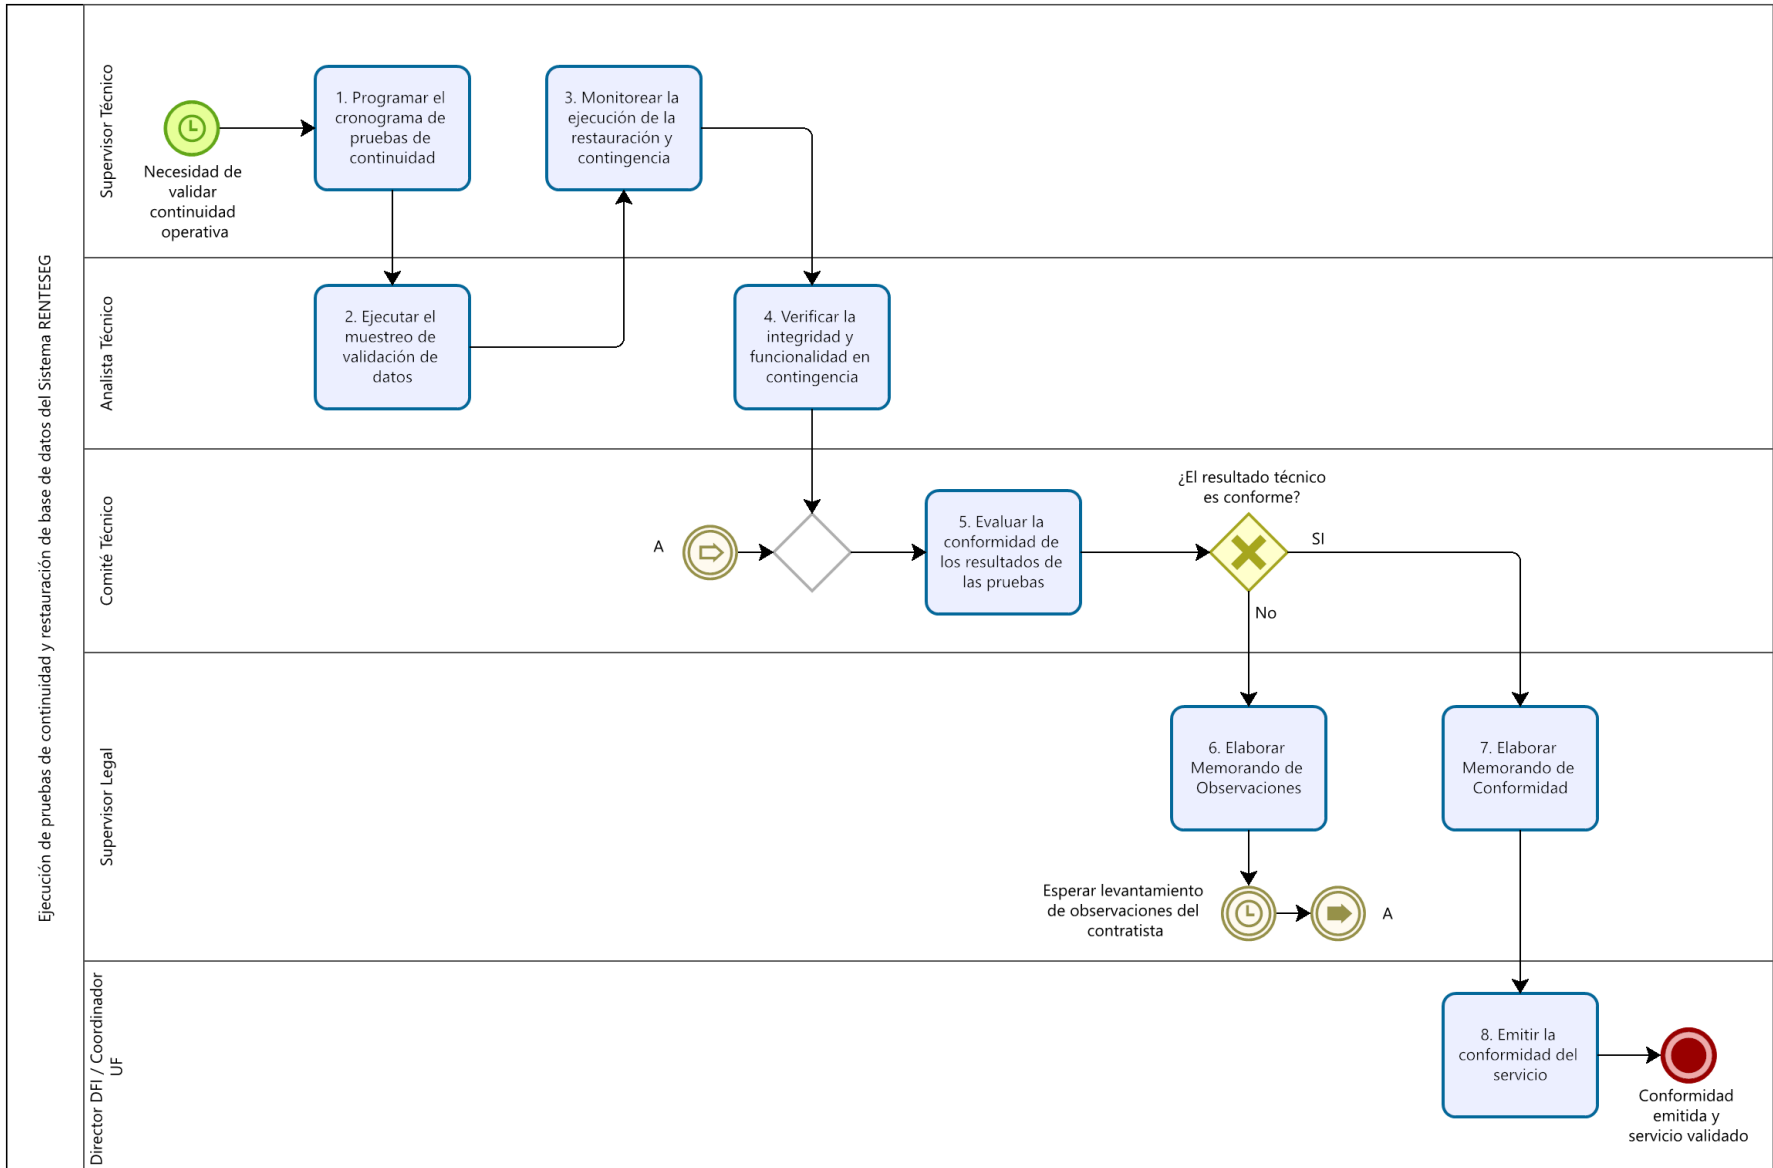 Ejecución de pruebas de continuidad y restauración de base de datos del Sistema RENTESEG
Supervisor Técnico
Necesidad de
validar
continuidad
operativa
1. Programar el
cronograma de
pruebas de
continuidad
3. Monitorear la
ejecución de la
restauración y
contingencia
Analista Técnico
2. Ejecutar el
muestreo de
validación de
datos
4. Verificar la
integridad y
funcionalidad en
contingencia
Comité Técnico
A
5. Evaluar la
conformidad de
los resultados de
las pruebas
¿El resultado técnico
es conforme?
SI
No
Supervisor Legal
6. Elaborar
Memorando de
Observaciones
7. Elaborar
Memorando de
Conformidad
Esperar levantamiento
de observaciones del
contratista
A
Director DFI / Coordinador
UF
8. Emitir la
conformidad del
servicio
Conformidad
emitida y
servicio validado